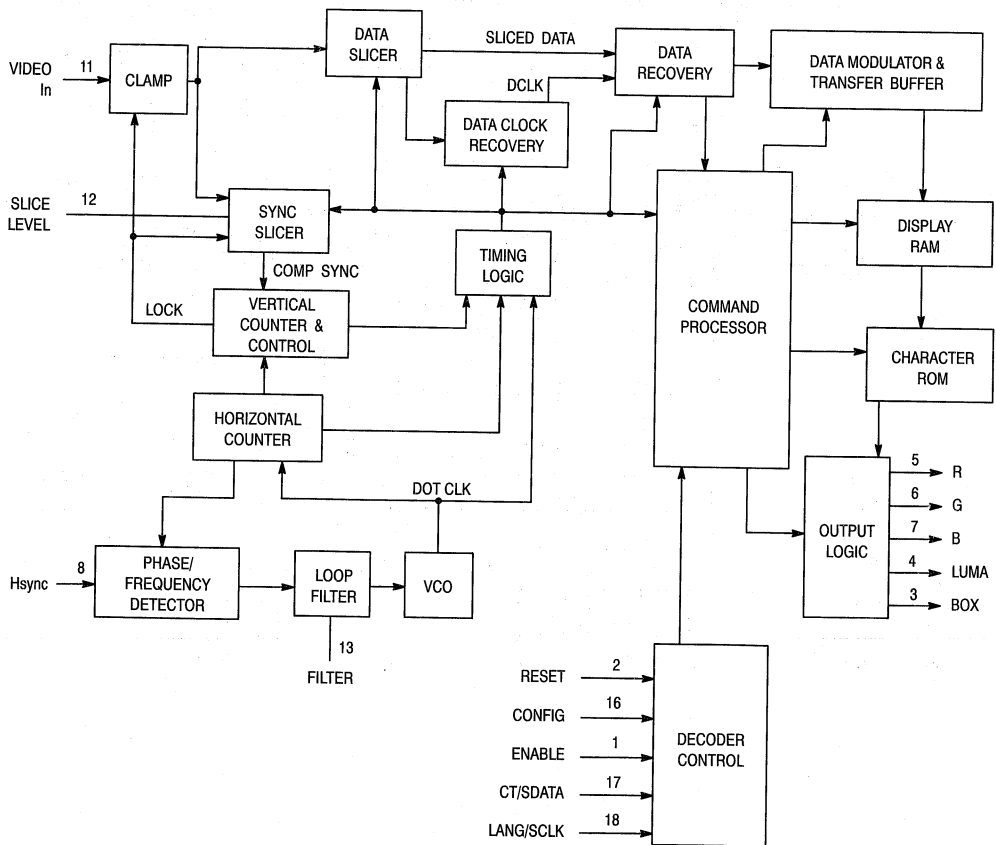 DATA
SLICER
SLICED DATA
DATA
RECOVERY
DATA MODULATOR &
TRANSFER BUFFER
VIDEO
In
11
CLAMP
DCLK
DATA CLOCK
RECOVERY
SLICE
LEVEL
12
SYNC
SLICER
COMP SYNC
TIMING
LOGIC
DISPLAY
RAM
LOCK
VERTICAL
COUNTER &
CONTROL
COMMAND
PROCESSOR
CHARACTER
ROM
HORIZONTAL
COUNTER
DOT CLK
OUTPUT
LOGIC
5
R
6
G
7
B
4
LUMA
3
BOX
Hsync
8
PHASE/
FREQUENCY
DETECTOR
LOOP
FILTER
VCO
13
FILTER
RESET
2
CONFIG
16
ENABLE
1
CT/SDATA
17
LANG/SCLK
18
DECODER
CONTROL